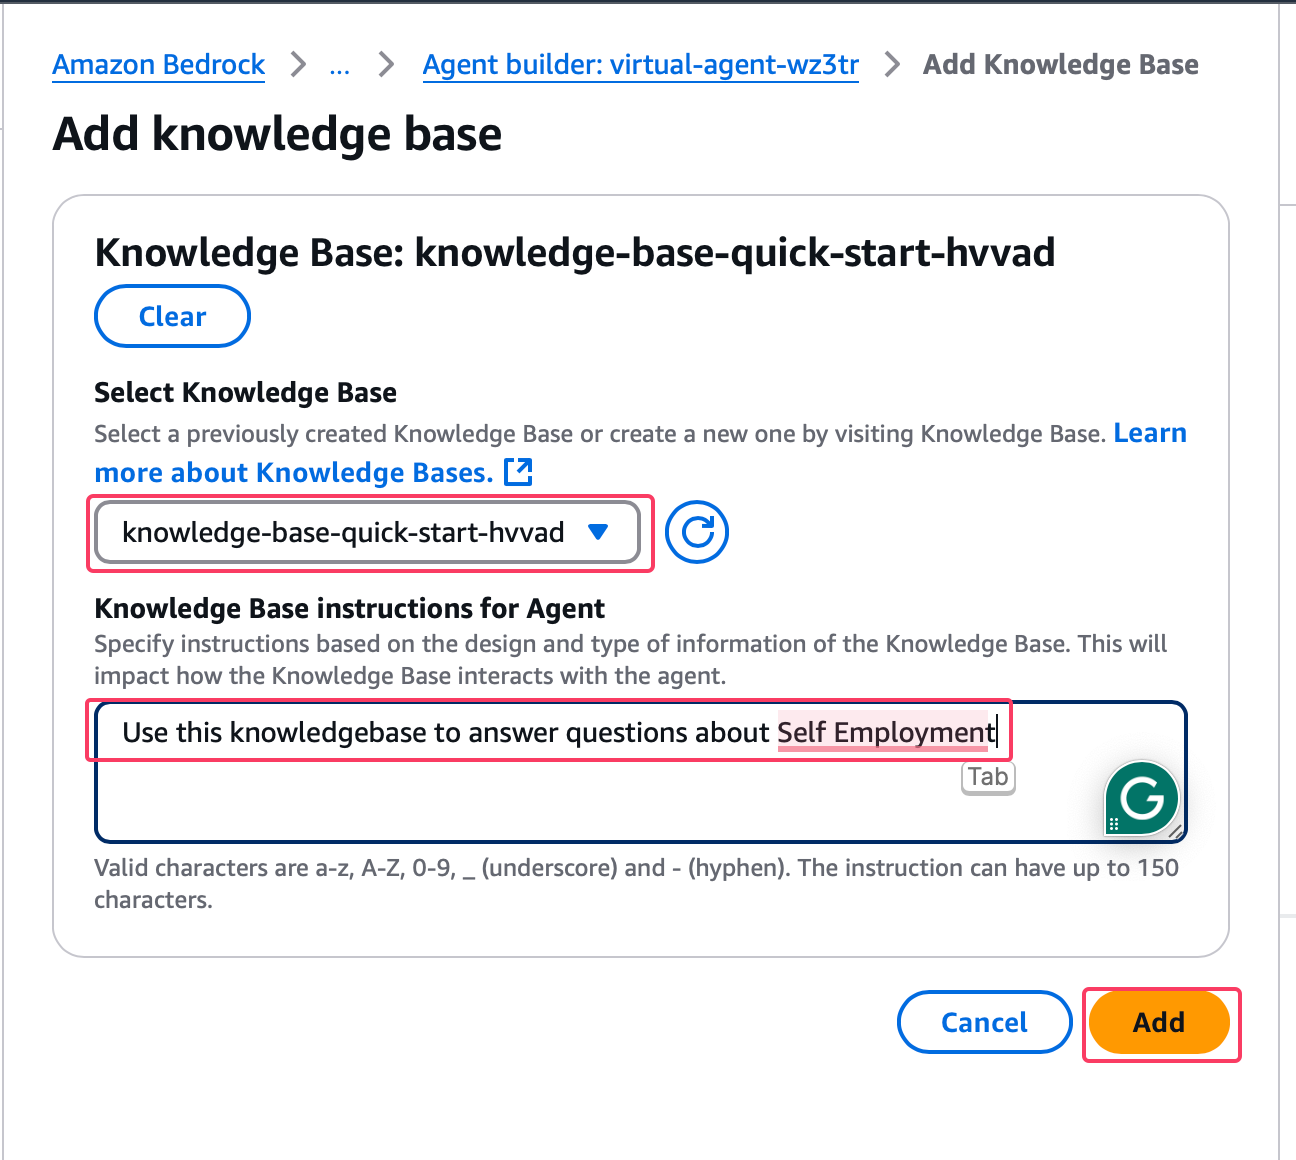 Amazon Bedrock > ... > Agent builder: virtual-agent-wz3tr > Add Knowledge Base
Add knowledge base
Knowledge Base: knowledge-base-quick-start-hvvad
Clear
Select Knowledge Base
Select a previously created Knowledge Base or create a new one by visiting Knowledge Base. Learn
more about Knowledge Bases.
knowledge-base-quick-start-hvvad
Knowledge Base instructions for Agent
Specify instructions based on the design and type of information of the Knowledge Base. This will
impact how the Knowledge Base interacts with the agent.
Use this knowledgebase to answer questions about Self Employment
Tab
G
Valid characters are a-z, A-Z, 0-9, _ (underscore) and - (hyphen). The instruction can have up to 150
characters.
Cancel
Add